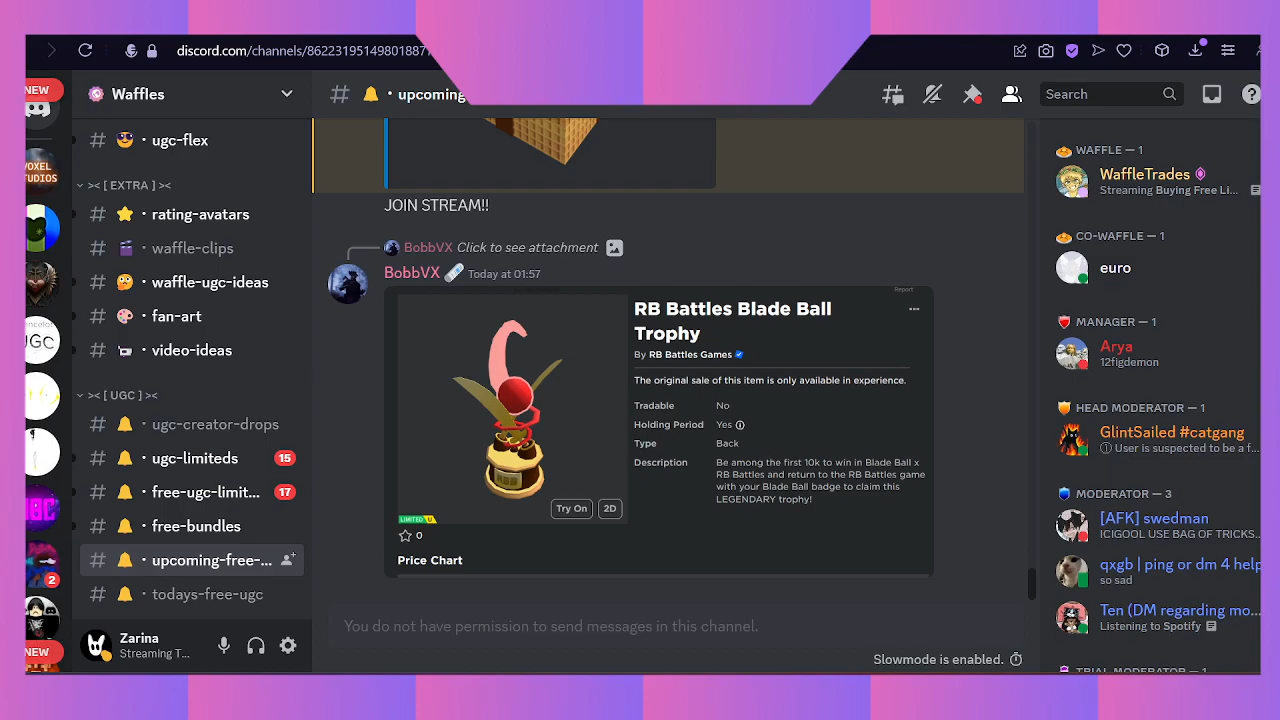 discord.com/channels/86223195149801887
NEW
VOXEL
STUDIOS
UGC
2
NEW
Waffles
# · ugc-flex
><[ EXTRA ]><
# · rating-avatars
# · waffle-clips
# · waffle-ugc-ideas
# · fan-art
# · video-ideas
><[ UGC ]><
# · ugc-creator-drops
# · ugc-limiteds 15
# · free-ugc-limit... 17
# · free-bundles
# · upcoming-free-...
# · todays-free-ugc
Zarina
Streaming T...
# · upcoming
Search
JOIN STREAM!!
BobbVX Click to see attachment
BobbVX Today at 01:57
Report
RB Battles Blade Ball
Trophy
By RB Battles Games
The original sale of this item is only available in experience.
Tradable No
Holding Period Yes
Type Back
Description Be among the first 10k to win in Blade Ball x
RB Battles and return to the RB Battles game
with your Blade Ball badge to claim this
LEGENDARY trophy!
Try On 2D
LIMITED U
0
Price Chart
You do not have permission to send messages in this channel.
Slowmode is enabled.
WAFFLE — 1
WaffleTrades
Streaming Buying Free Li...
CO-WAFFLE — 1
euro
MANAGER — 1
Arya
12figdemon
HEAD MODERATOR — 1
GlintSailed #catgang
User is suspected to be a f...
MODERATOR — 3
[AFK] swedman
ICIGOOL USE BAG OF TRICKS...
qxgb | ping or dm 4 help
so sad
Ten (DM regarding mo...
Listening to Spotify
TRIAL MODERATOR — 1